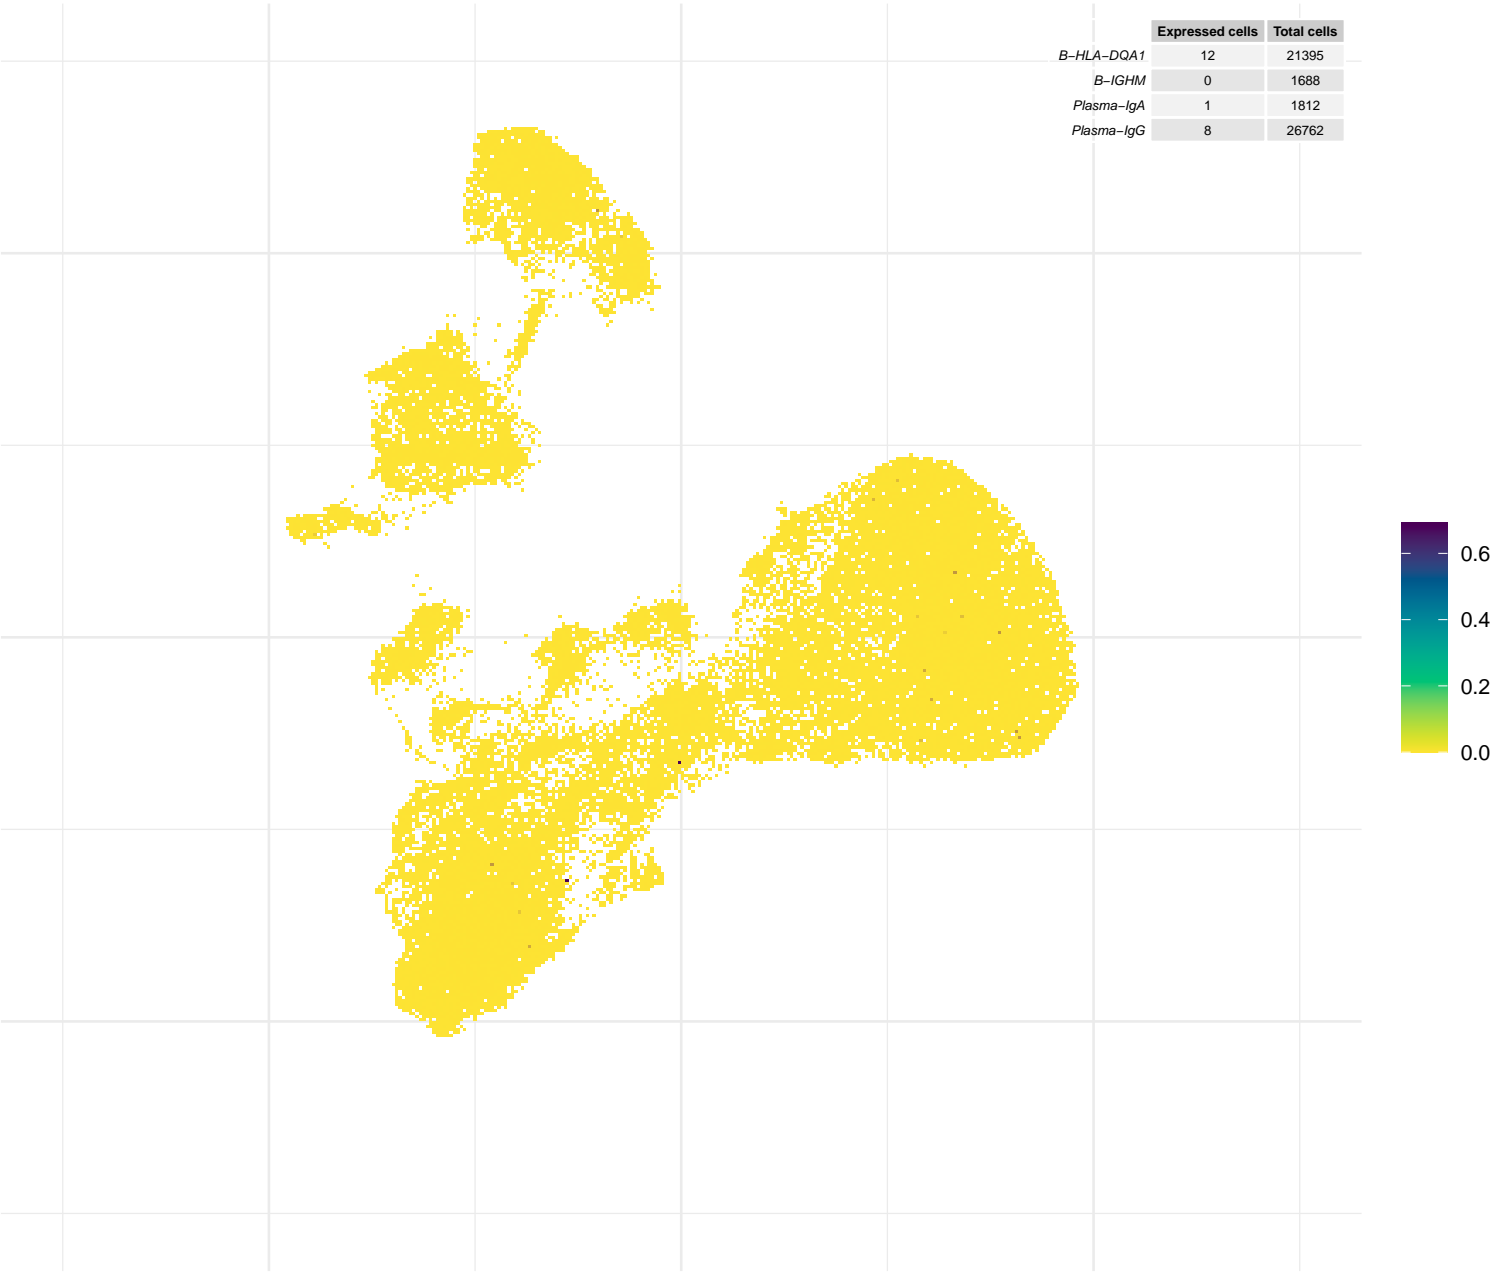 Expressed cells Total cells
B−HLA−DQA1 12 21395
B−IGHM 0 1688
Plasma−IgA 1 1812
Plasma−IgG 8 26762
0.6
0.4
0.2
0.0